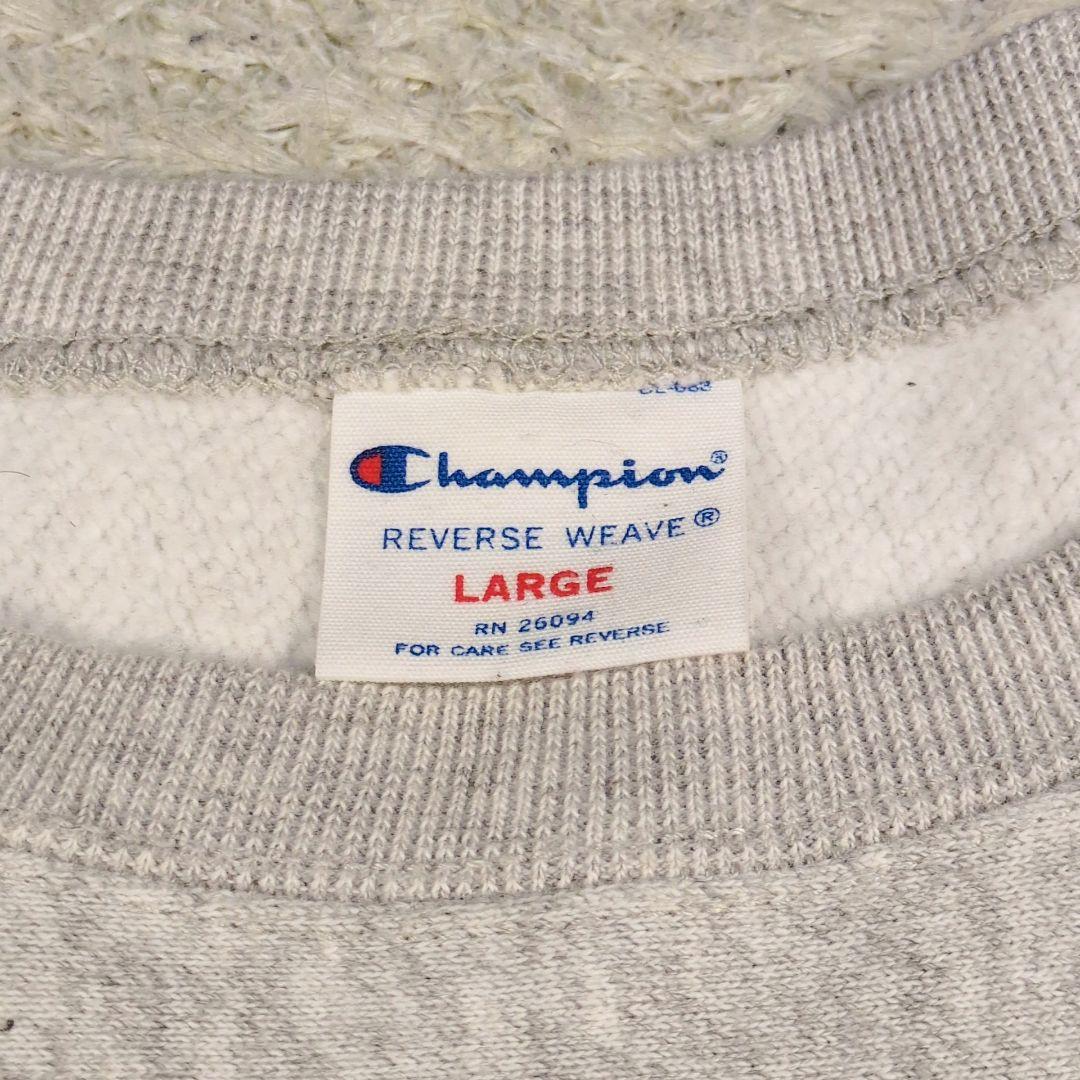 Champion®
REVERSE WEAVE®
LARGE
RN 26094
FOR CARE SEE REVERSE